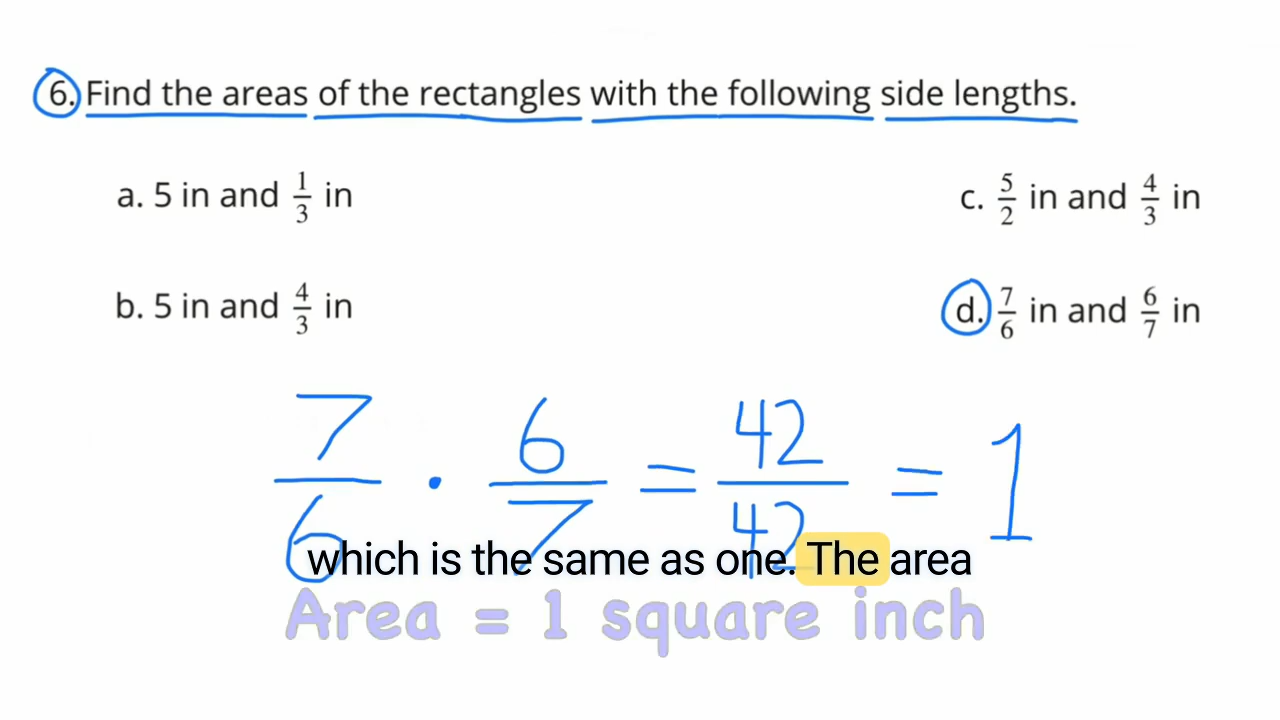 6. Find the areas of the rectangles with the following side lengths.
a. 5 in and 1/3 in
c. 5/2 in and 4/3 in
b. 5 in and 4/3 in
d. 7/6 in and 6/7 in
7/6 · 6/7 = 42/42 = 1
which is the same as one. The area
Area = 1 square inch